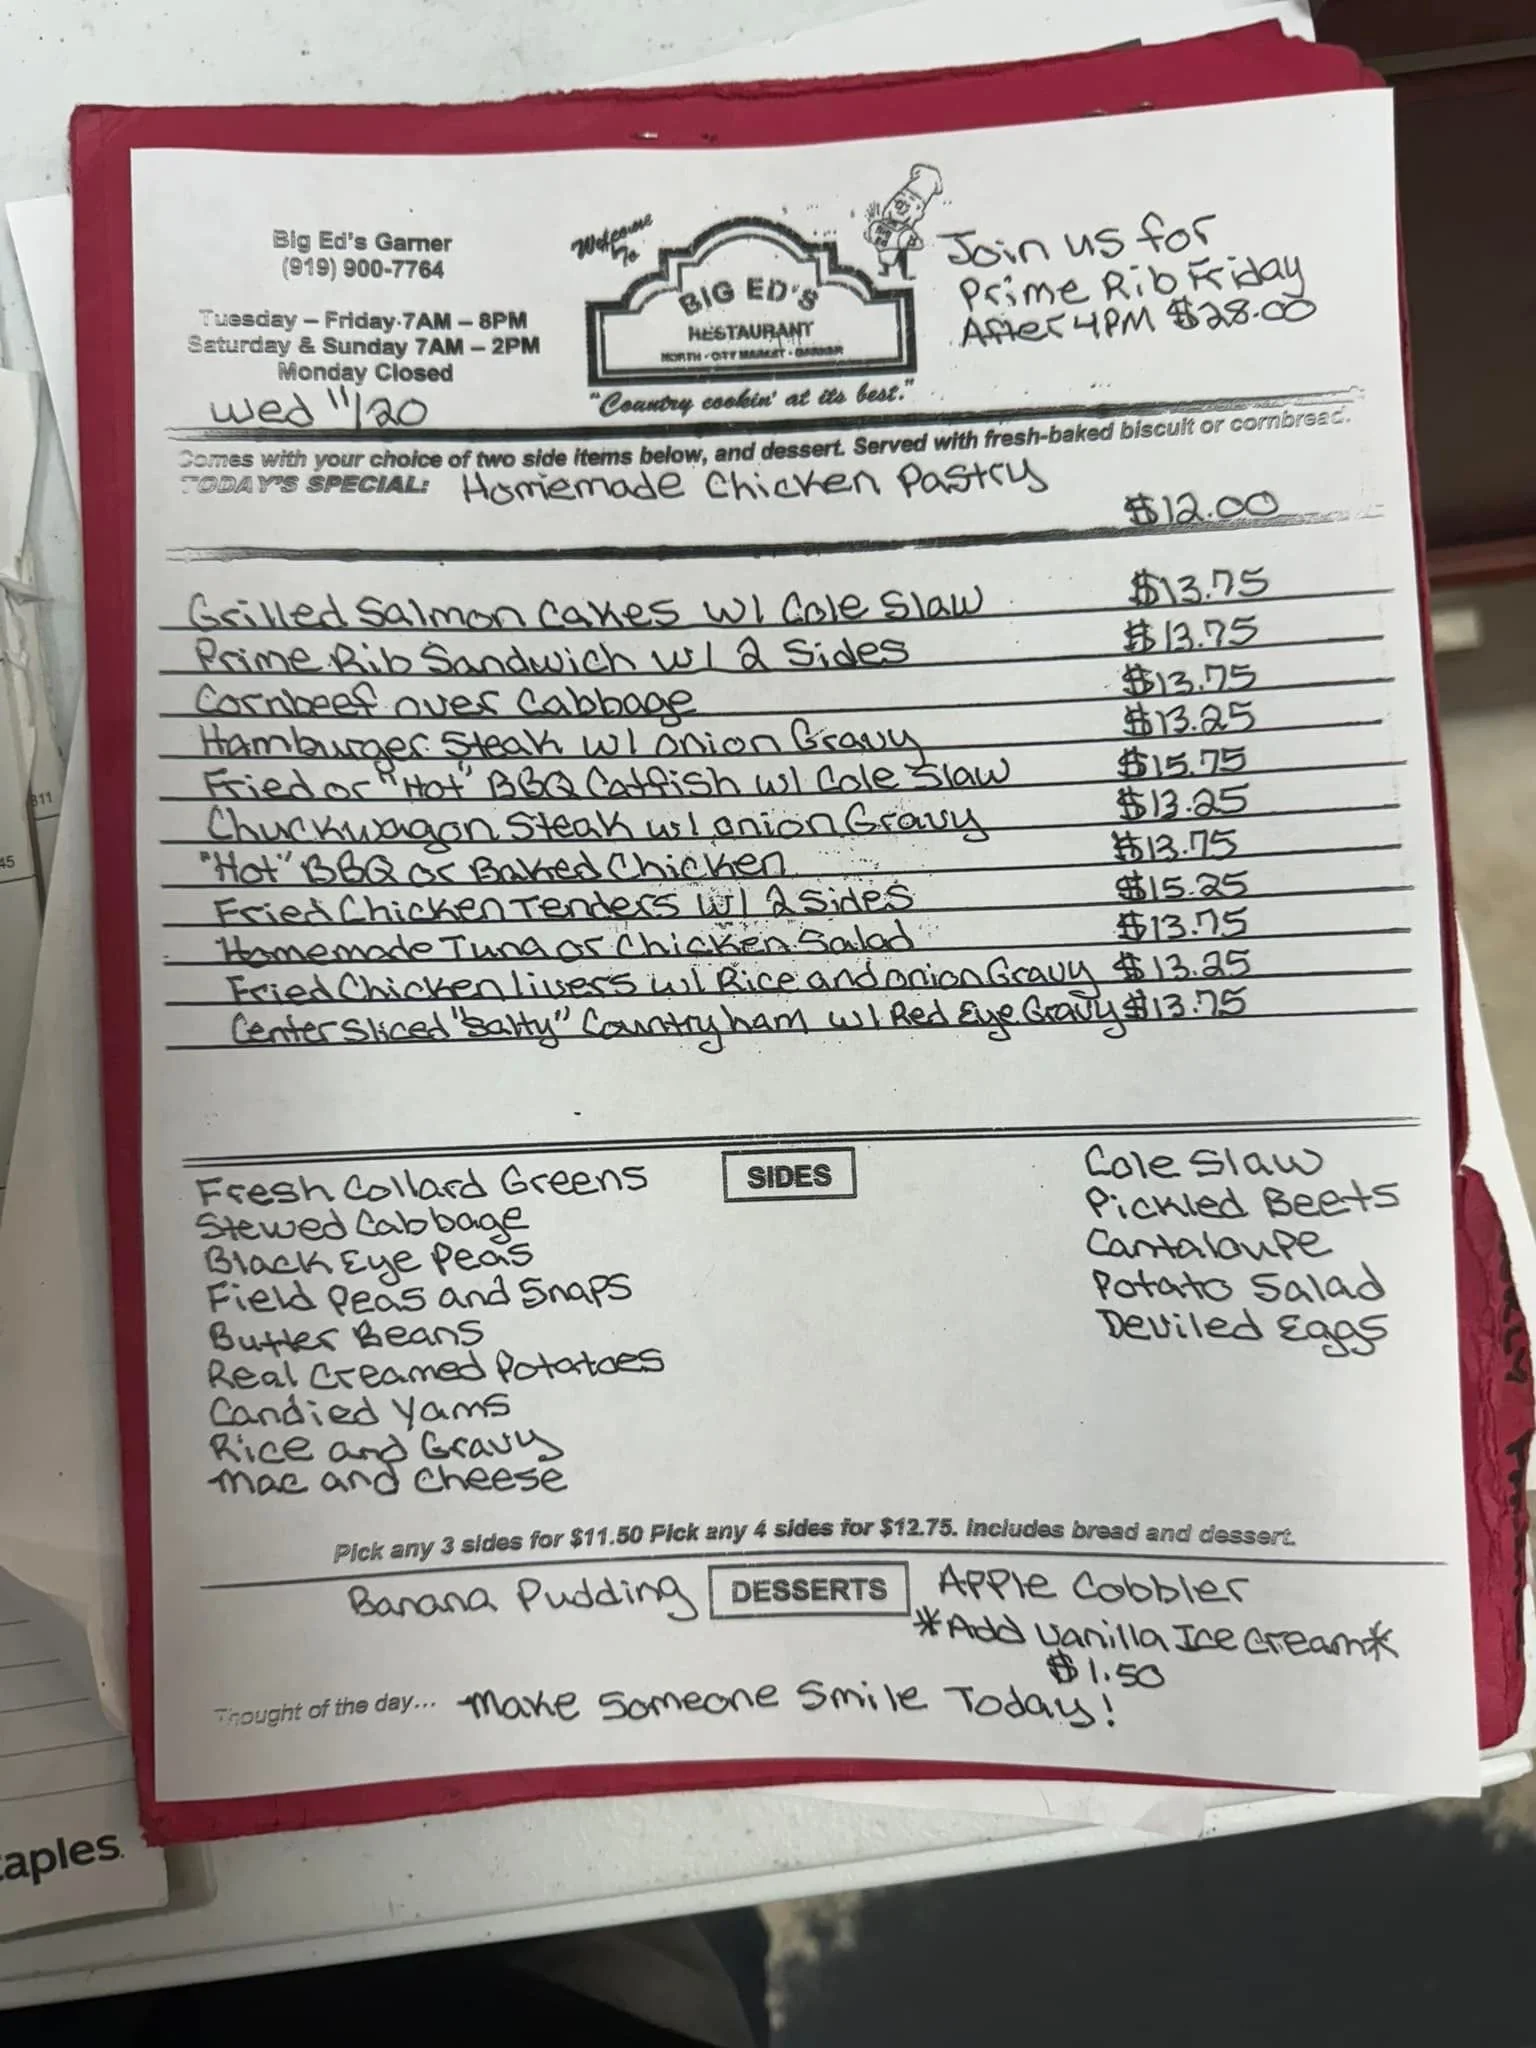 Big Ed's Garner
(919) 900-7764
Tuesday – Friday 7AM – 8PM
Saturday & Sunday 7AM – 2PM
Monday Closed
Wed 11/20
Welcome To
BIG ED'S
RESTAURANT
NORTH · CITY MARKET · GARNER
"Country cookin' at its best."
Join us for
Prime Rib Friday
After 4PM $28.00
Comes with your choice of two side items below, and dessert. Served with fresh-baked biscuit or cornbread.
TODAY'S SPECIAL: Homemade Chicken Pastry
$12.00
Grilled Salmon Cakes w/ Cole Slaw $13.75
Prime Rib Sandwich w/ 2 Sides $13.75
Cornbeef over Cabbage $13.75
Hamburger Steak w/ onion Gravy $13.25
Fried or "Hot" BBQ Catfish w/ Cole Slaw $15.75
Chuckwagon Steak w/ onion Gravy $13.25
"Hot" BBQ or Baked Chicken $13.75
Fried Chicken Tenders w/ 2 Sides $15.25
Homemade Tuna or Chicken Salad $13.75
Fried Chicken livers w/ Rice and onion Gravy $13.25
Center Sliced "Salty" Country ham w/ Red Eye Gravy $13.75
SIDES
Fresh Collard Greens
Stewed Cabbage
Black Eye Peas
Field Peas and Snaps
Butter Beans
Real Creamed Potatoes
Candied Yams
Rice and Gravy
Mac and Cheese
Cole Slaw
Pickled Beets
Cantaloupe
Potato Salad
Deviled Eggs
Pick any 3 sides for $11.50 Pick any 4 sides for $12.75. Includes bread and dessert.
Banana Pudding DESSERTS Apple Cobbler
*Add Vanilla Ice Cream*
$1.50
Thought of the day... Make Someone Smile Today!
811
45
taples.